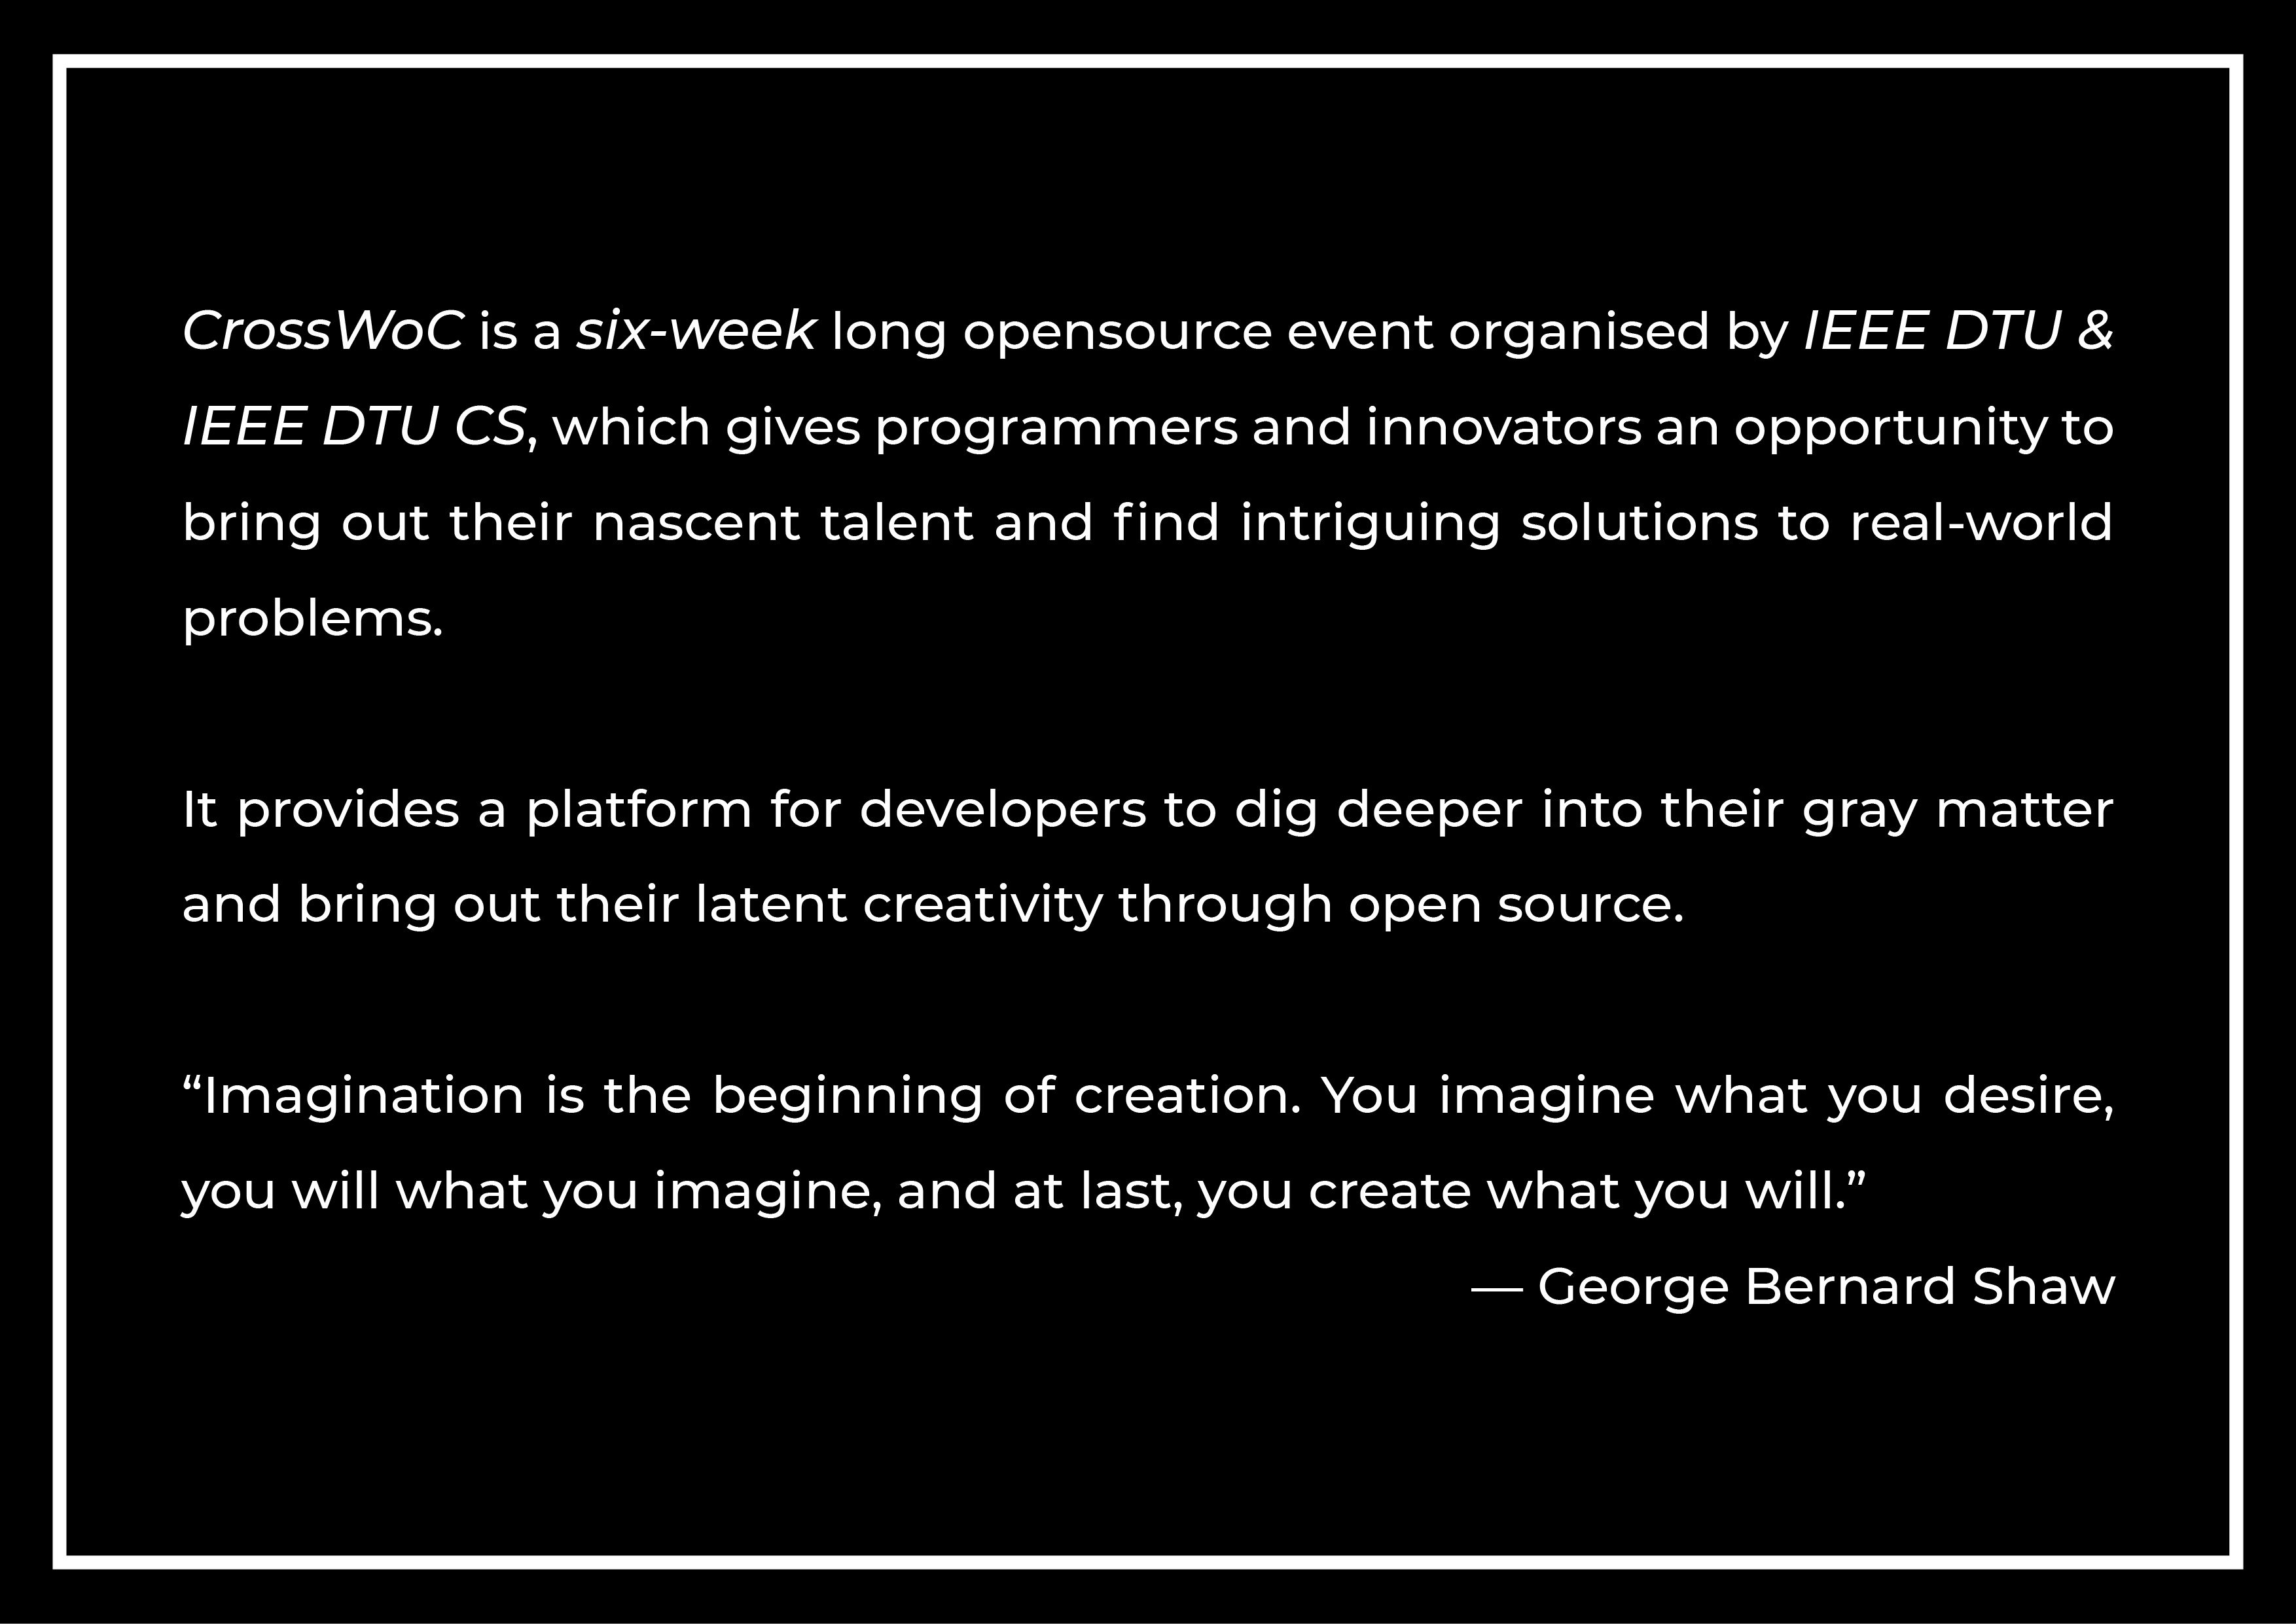 CrossWoC is a six-week long opensource event organised by IEEE DTU &
IEEE DTU CS, which gives programmers and innovators an opportunity to
bring out their nascent talent and find intriguing solutions to real-world
problems.
It provides a platform for developers to dig deeper into their gray matter
and bring out their latent creativity through open source.
“Imagination is the beginning of creation. You imagine what you desire,
you will what you imagine, and at last, you create what you will.”
— George Bernard Shaw